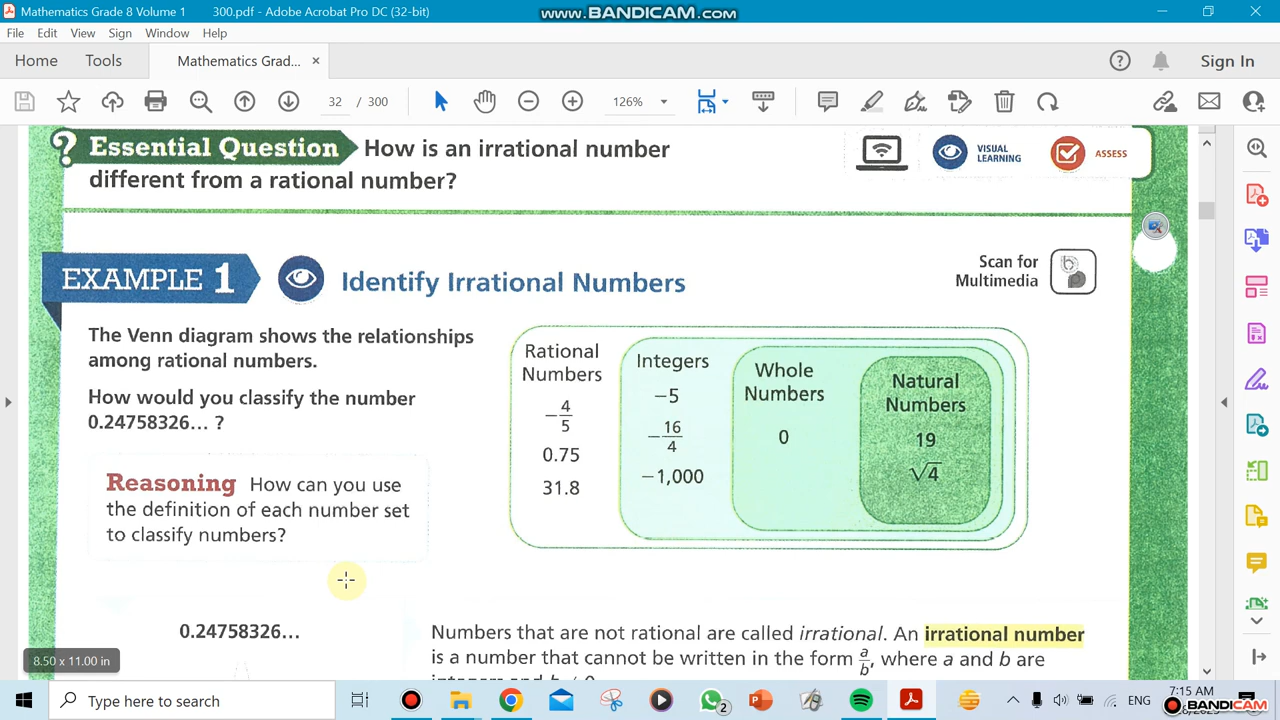 Mathematics Grade 8 Volume 1 300.pdf - Adobe Acrobat Pro DC (32-bit)
www.BANDICAM.com
File Edit View Sign Window Help
Home Tools Mathematics Grad... × Sign In
32 / 300 126%
? Essential Question How is an irrational number
different from a rational number?
VISUAL
LEARNING
ASSESS
EXAMPLE 1 Identify Irrational Numbers
Scan for
Multimedia
The Venn diagram shows the relationships
among rational numbers.
How would you classify the number
0.24758326... ?
Reasoning How can you use
the definition of each number set
to classify numbers?
Rational
Numbers
−4/5
0.75
31.8
Integers
−5
−16/4
−1,000
Whole
Numbers
0
Natural
Numbers
19
√4
0.24758326...
Numbers that are not rational are called irrational. An irrational number
is a number that cannot be written in the form a/b, where a and b are
8.50 x 11.00 in
Type here to search
2
ENG
7:15 AM
BANDICAM